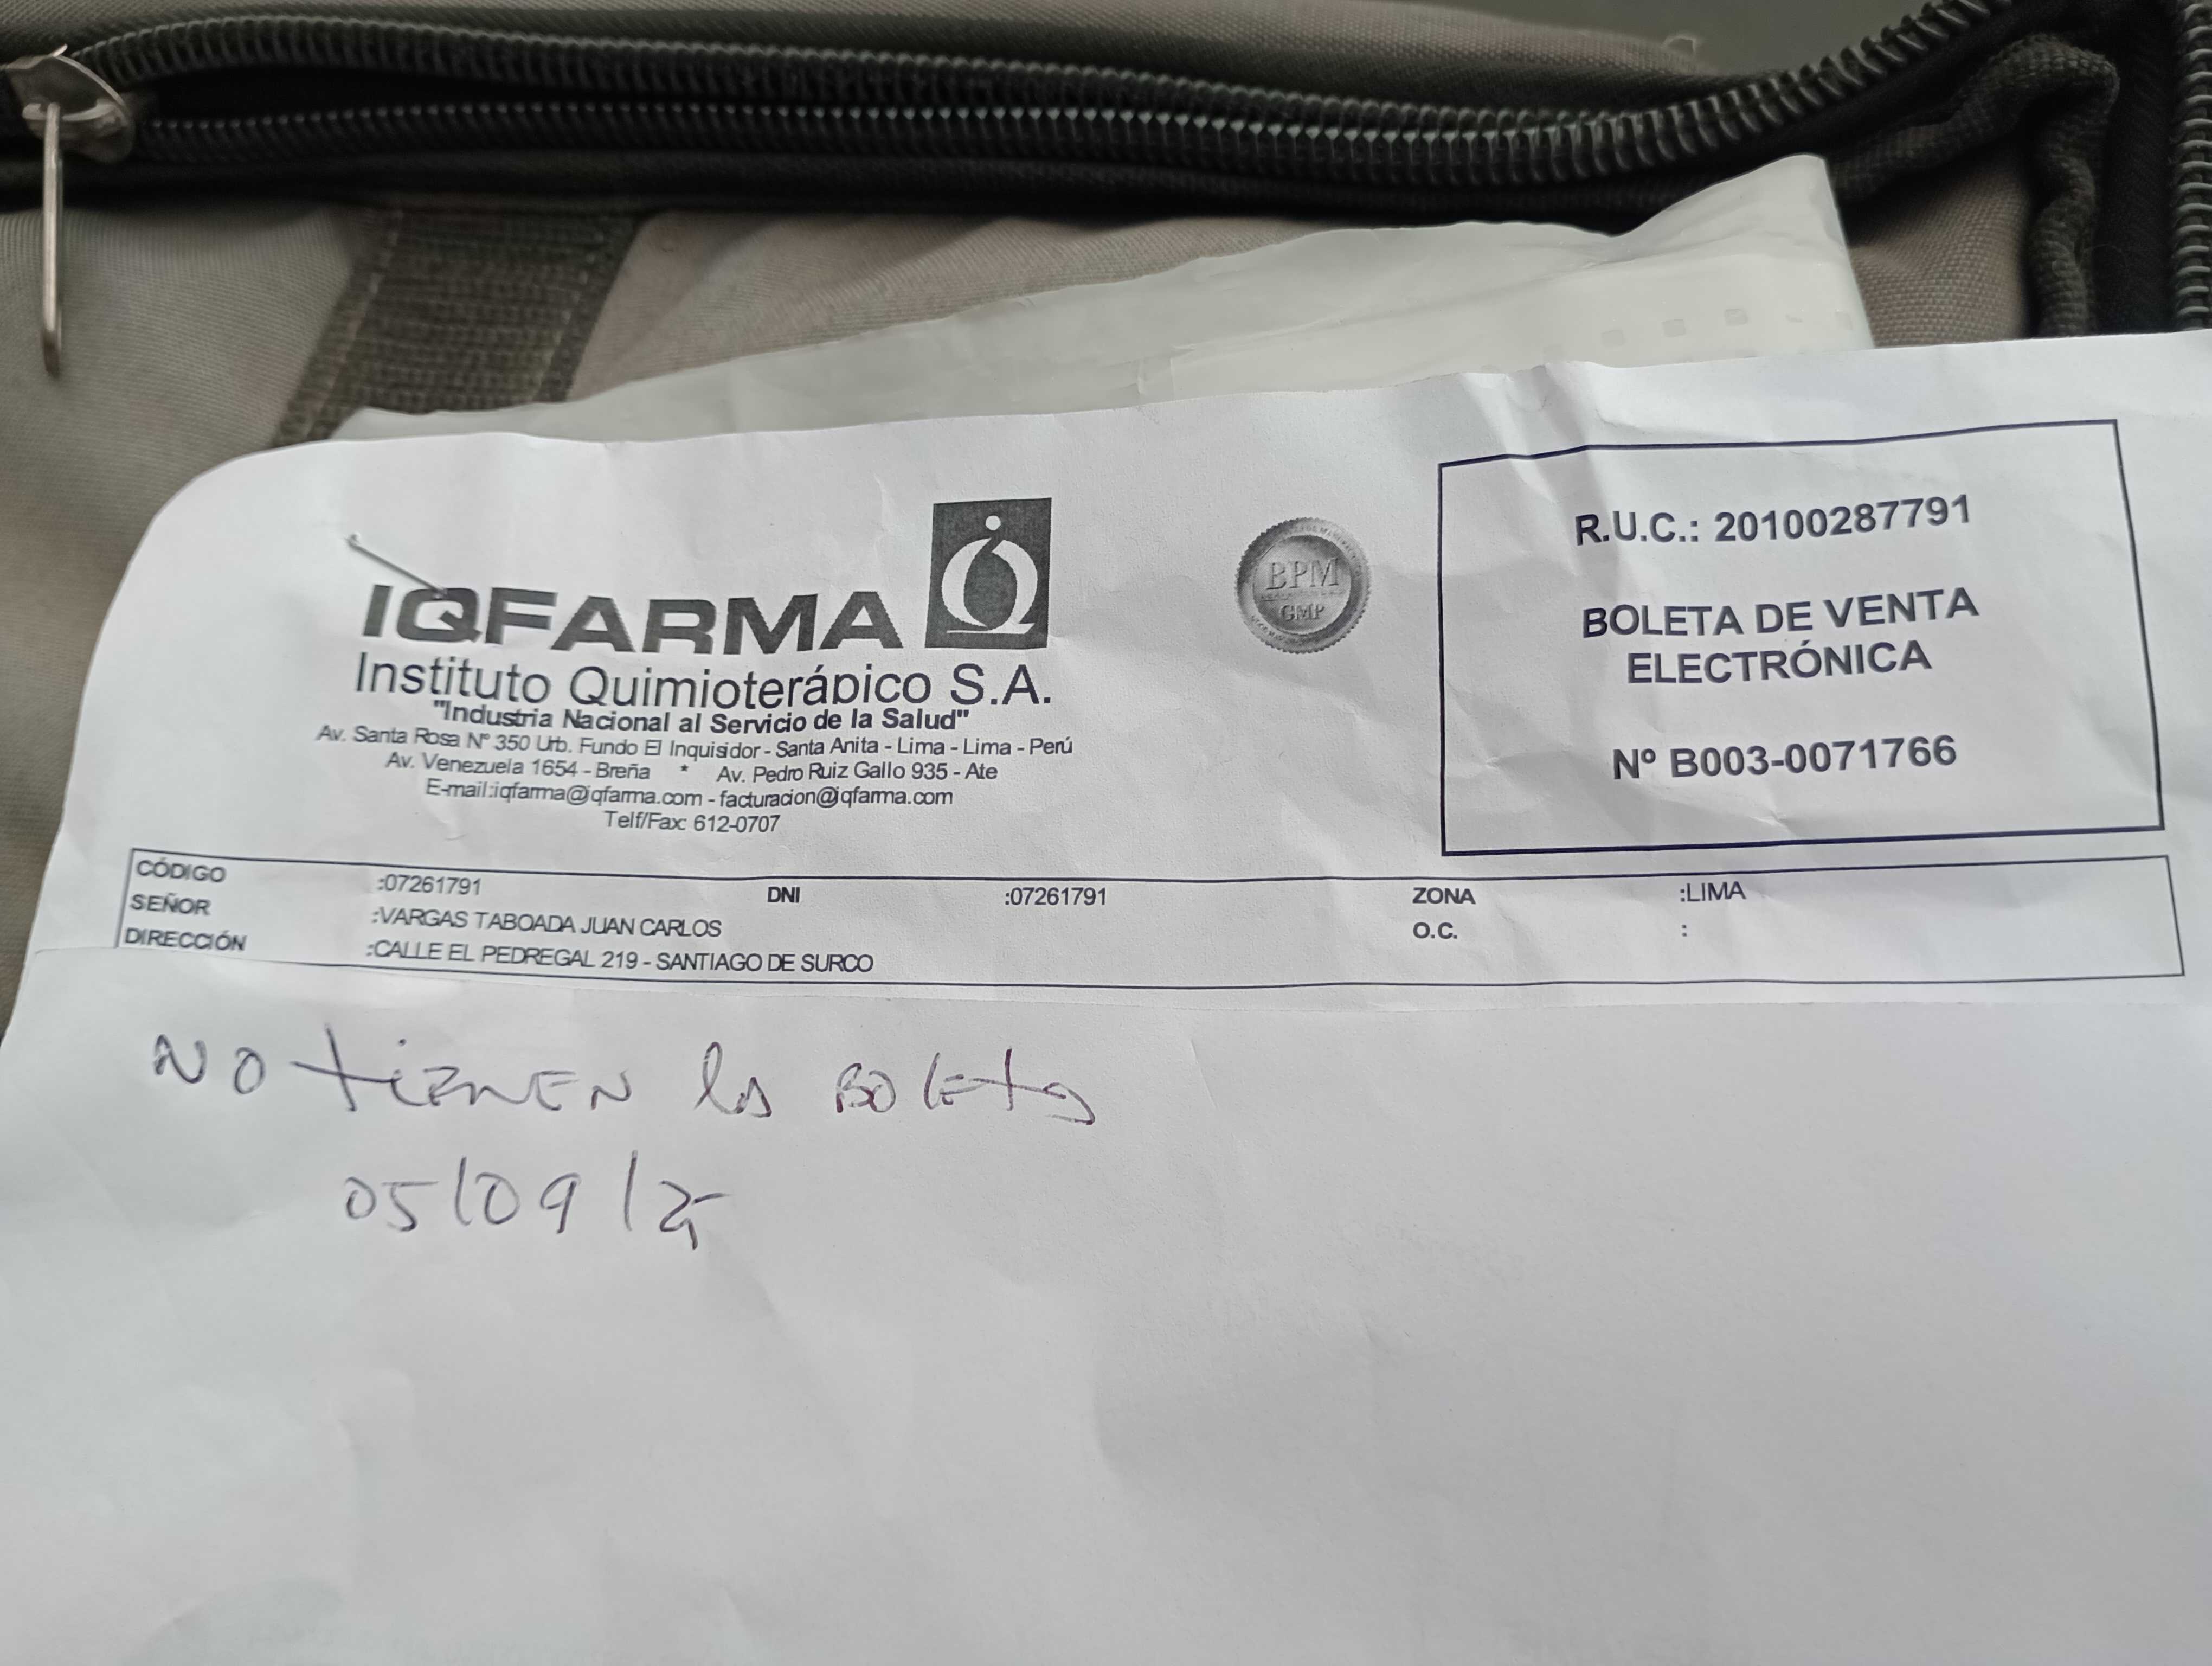 IQFARMA
Instituto Quimioterápico S.A.
"Industria Nacional al Servicio de la Salud"
Av. Santa Rosa Nº 350 Urb. Fundo El Inquisidor - Santa Anita - Lima - Lima - Perú
Av. Venezuela 1654 - Breña * Av. Pedro Ruiz Gallo 935 - Ate
E-mail:iqfarma@iqfarma.com - facturacion@iqfarma.com
Telf/Fax: 612-0707
BPM
GMP
R.U.C.: 20100287791
BOLETA DE VENTA
ELECTRÓNICA
Nº B003-0071766
CÓDIGO :07261791 DNI :07261791 ZONA :LIMA
SEÑOR :VARGAS TABOADA JUAN CARLOS O.C. :
DIRECCIÓN :CALLE EL PEDREGAL 219 - SANTIAGO DE SURCO
NO tiENEN la BOLEta
05/09/25